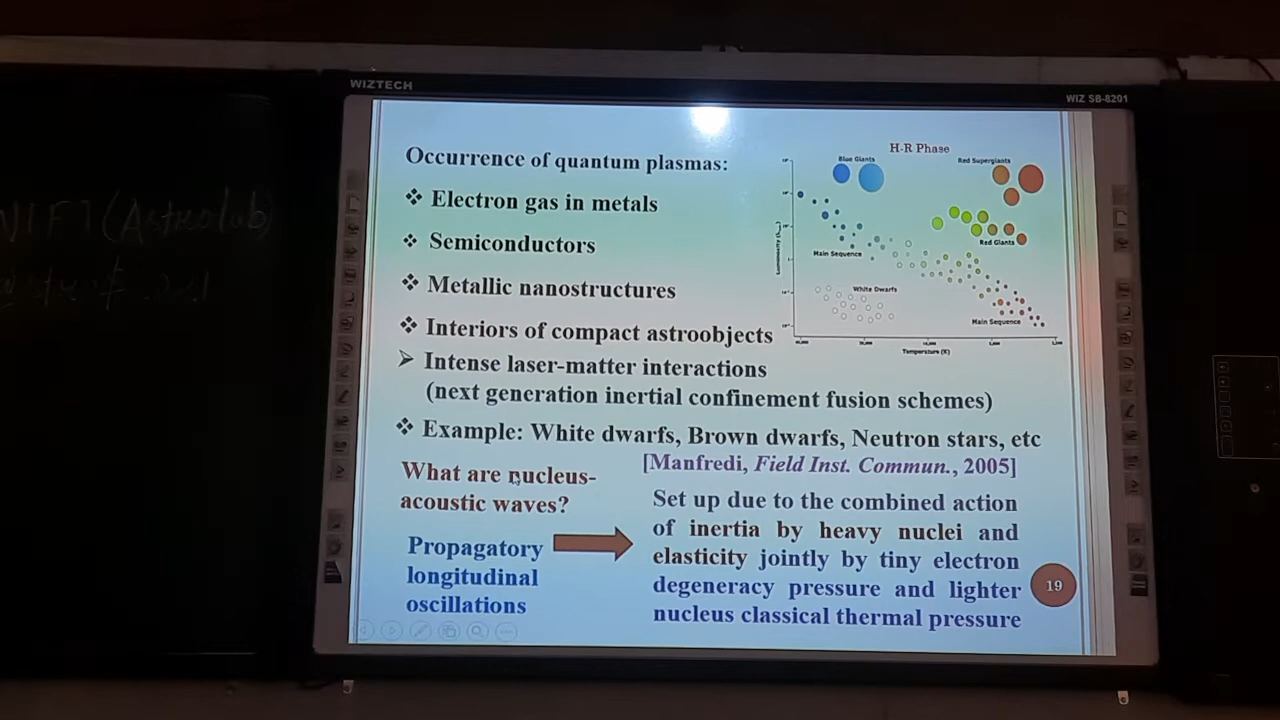 WIZTECH
WIZ SB-8201
Occurrence of quantum plasmas:
❖ Electron gas in metals
❖ Semiconductors
❖ Metallic nanostructures
❖ Interiors of compact astroobjects
➢ Intense laser-matter interactions
(next generation inertial confinement fusion schemes)
❖ Example: White dwarfs, Brown dwarfs, Neutron stars, etc
[Manfredi, Field Inst. Commun., 2005]
H-R Phase
Blue Giants
Red Supergiants
Red Giants
Main Sequence
White Dwarfs
Main Sequence
Temperature (K)
What are nucleus-
acoustic waves?
Propagatory
longitudinal
oscillations
Set up due to the combined action
of inertia by heavy nuclei and
elasticity jointly by tiny electron
degeneracy pressure and lighter
nucleus classical thermal pressure
19
(Astrolab)